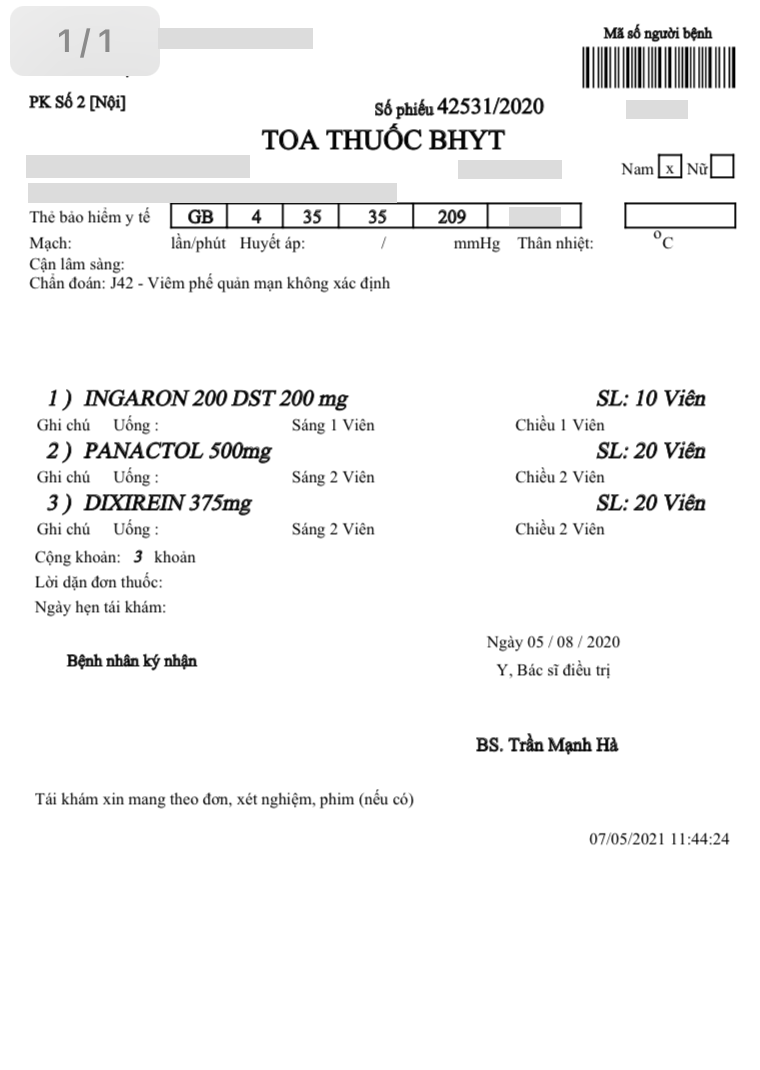 1/1
Mã số người bệnh
PK Số 2 [Nội]
Số phiếu 42531/2020
TOA THUỐC BHYT
Nam x Nữ
Thẻ bảo hiểm y tế GB 4 35 35 209
Mạch: lần/phút Huyết áp: / mmHg Thân nhiệt: °C
Cận lâm sàng:
Chẩn đoán: J42 - Viêm phế quản mạn không xác định
1 ) INGARON 200 DST 200 mg SL: 10 Viên
Ghi chú Uống : Sáng 1 Viên Chiều 1 Viên
2 ) PANACTOL 500mg SL: 20 Viên
Ghi chú Uống : Sáng 2 Viên Chiều 2 Viên
3 ) DIXIREIN 375mg SL: 20 Viên
Ghi chú Uống : Sáng 2 Viên Chiều 2 Viên
Cộng khoản: 3 khoản
Lời dặn đơn thuốc:
Ngày hẹn tái khám:
Ngày 05 / 08 / 2020
Bệnh nhân ký nhận
Y, Bác sĩ điều trị
BS. Trần Mạnh Hà
Tái khám xin mang theo đơn, xét nghiệm, phim (nếu có)
07/05/2021 11:44:24